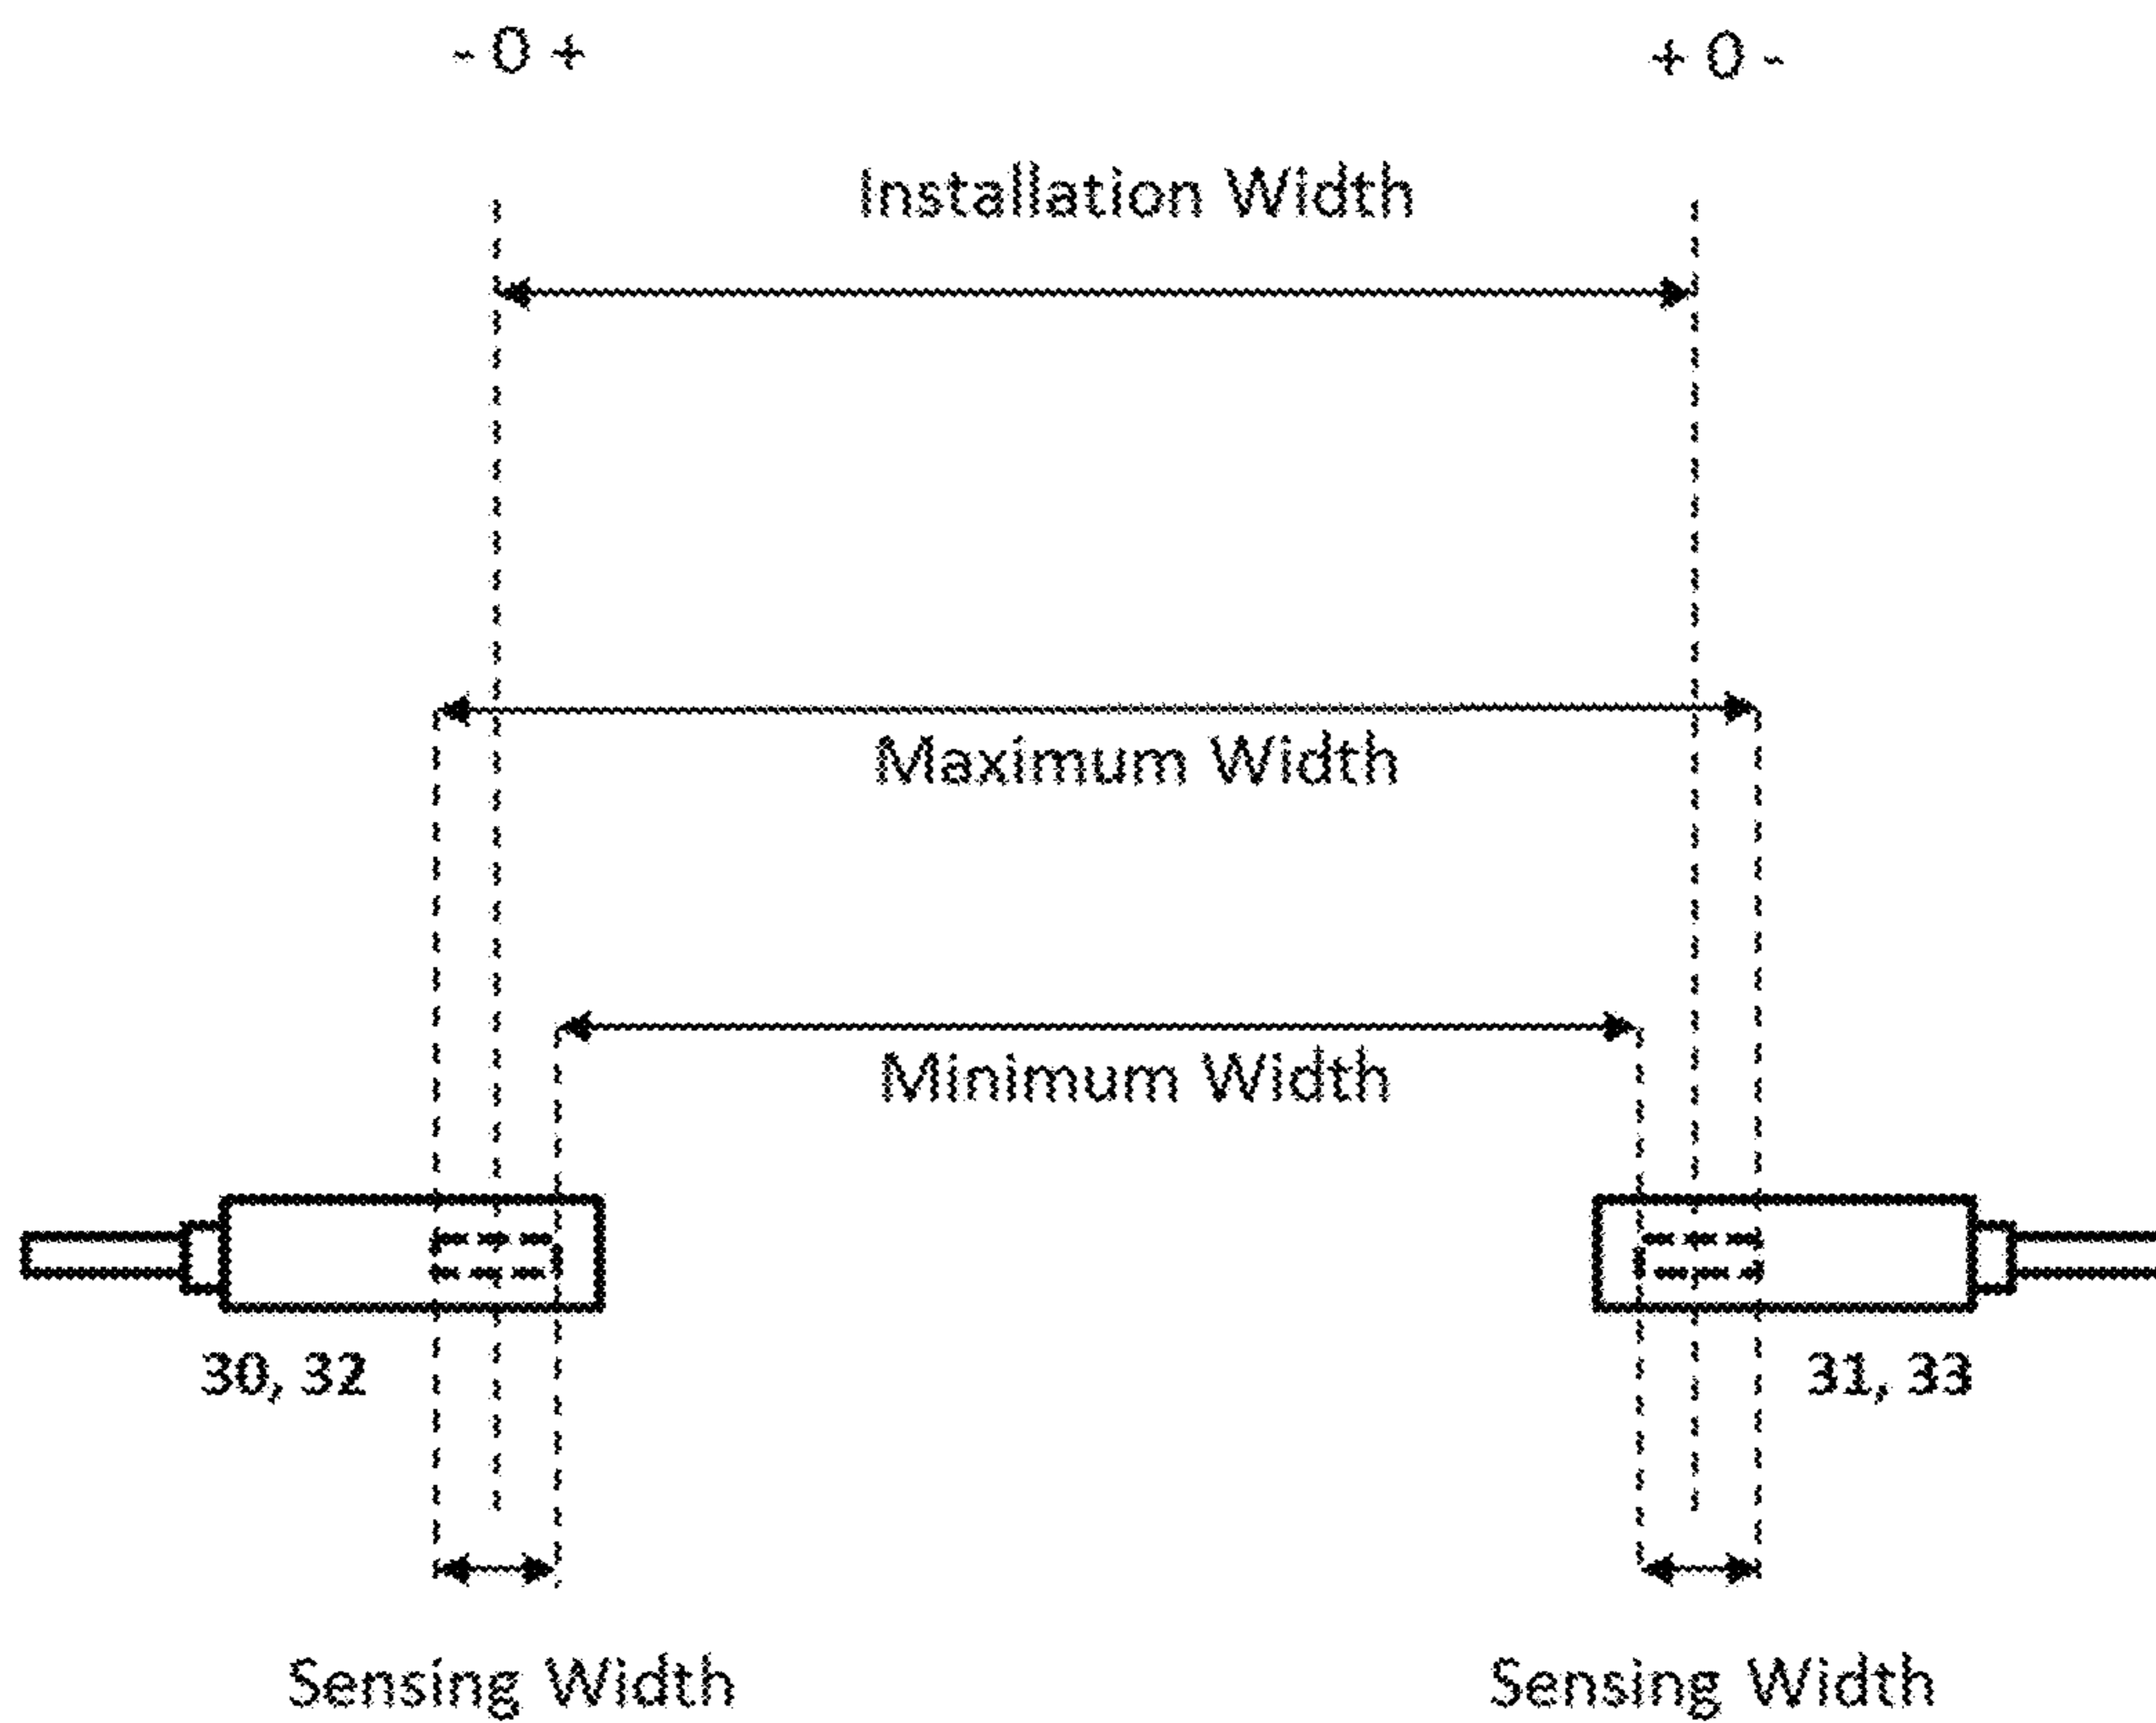 - 0 +
+ 0 -
Installation Width
Maximum Width
Minimum Width
30, 32
31, 33
Sensing Width
Sensing Width